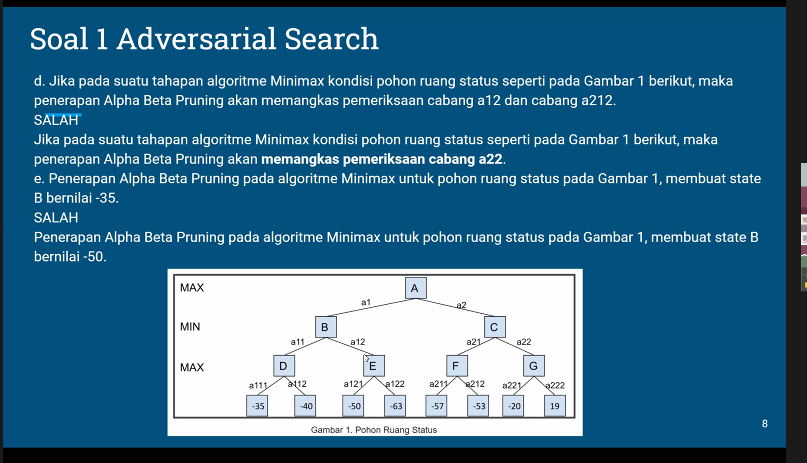 Soal 1 Adversarial Search
d. Jika pada suatu tahapan algoritme Minimax kondisi pohon ruang status seperti pada Gambar 1 berikut, maka
penerapan Alpha Beta Pruning akan memangkas pemeriksaan cabang a12 dan cabang a212.
SALAH
Jika pada suatu tahapan algoritme Minimax kondisi pohon ruang status seperti pada Gambar 1 berikut, maka
penerapan Alpha Beta Pruning akan memangkas pemeriksaan cabang a22.
e. Penerapan Alpha Beta Pruning pada algoritme Minimax untuk pohon ruang status pada Gambar 1, membuat state
B bernilai -35.
SALAH
Penerapan Alpha Beta Pruning pada algoritme Minimax untuk pohon ruang status pada Gambar 1, membuat state B
bernilai -50.
MAX A
a1 a2
MIN B C
a11 a12 a21 a22
MAX D E F G
a111 a112 a121 a122 a211 a212 a221 a222
-35 -40 -50 -63 -57 -53 -20 19
Gambar 1. Pohon Ruang Status
8